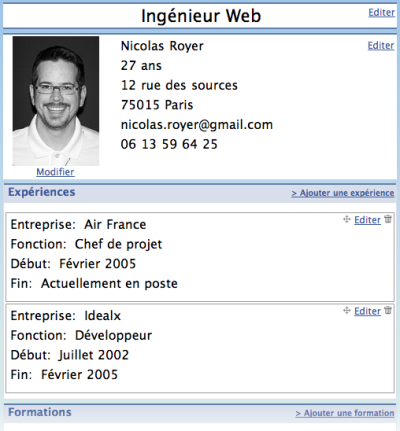 Ingénieur Web
Editer
Nicolas Royer
Editer
27 ans
12 rue des sources
75015 Paris
nicolas.royer@gmail.com
06 13 59 64 25
Modifier
Expériences
> Ajouter une expérience
Entreprise: Air France
Editer
Fonction: Chef de projet
Début: Février 2005
Fin: Actuellement en poste
Entreprise: Idealx
Editer
Fonction: Développeur
Début: Juillet 2002
Fin: Février 2005
Formations
> Ajouter une formation